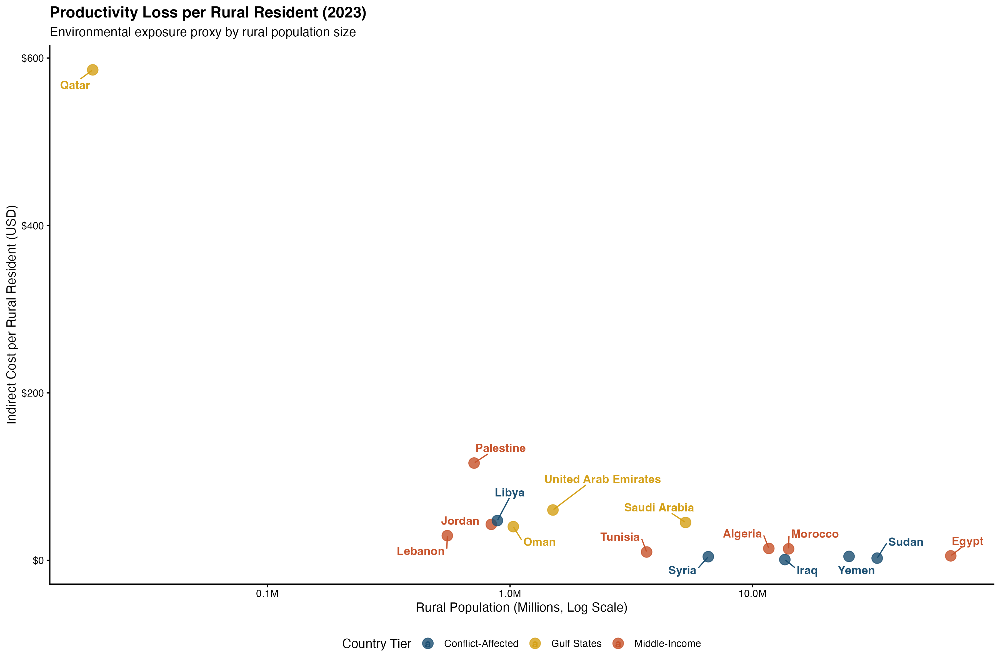 Productivity Loss per Rural Resident (2023)
Environmental exposure proxy by rural population size
Indirect Cost per Rural Resident (USD)
$600
$400
$200
$0
Qatar
Palestine
United Arab Emirates
Libya
Saudi Arabia
Jordan
Oman
Lebanon
Tunisia
Algeria
Morocco
Sudan
Egypt
Syria
Iraq
Yemen
0.1M
1.0M
10.0M
Rural Population (Millions, Log Scale)
Country Tier
a Conflict-Affected
a Gulf States
a Middle-Income